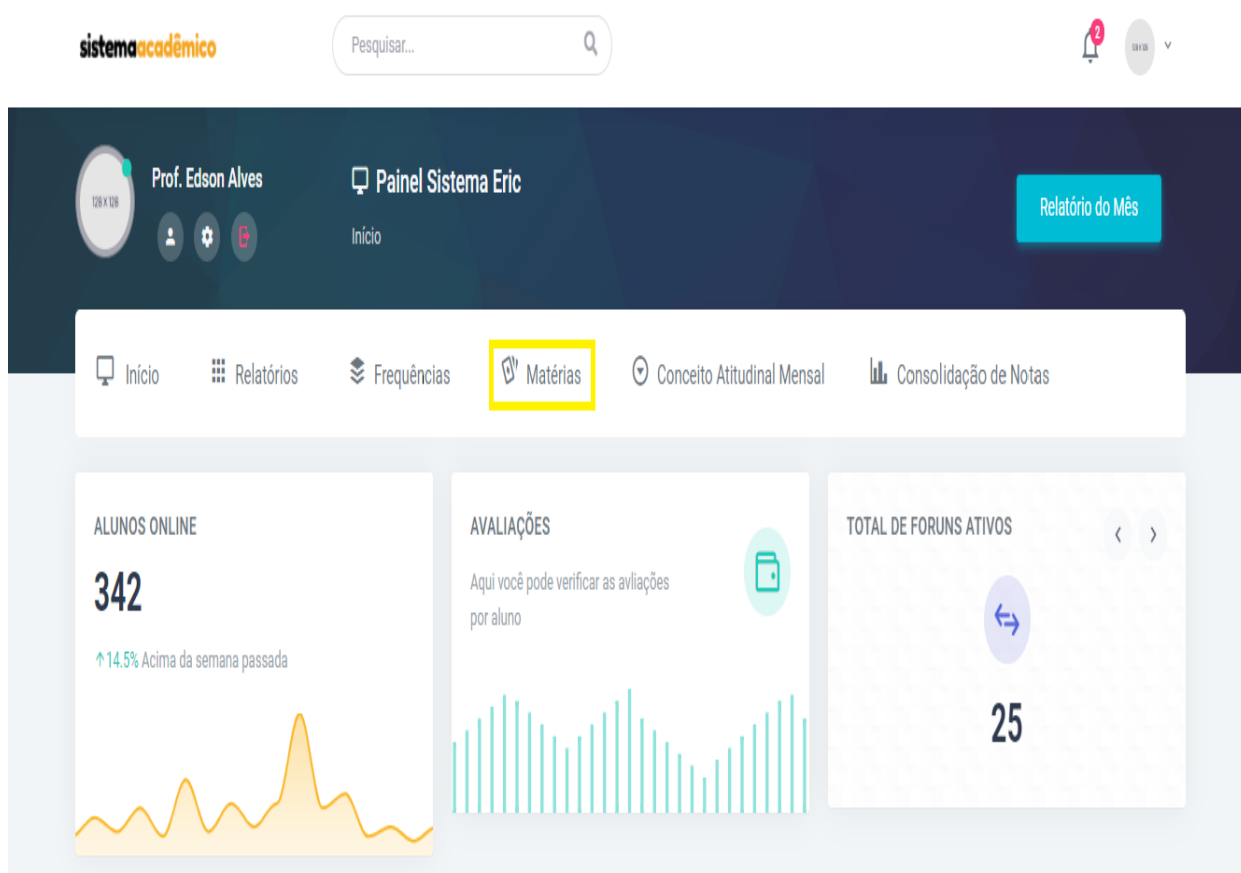 sistemaacadêmico
Pesquisar...
2
128 X 128
Prof. Edson Alves
Painel Sistema Eric
Início
Relatório do Mês
Início
Relatórios
Frequências
Matérias
Conceito Atitudinal Mensal
Consolidação de Notas
ALUNOS ONLINE
342
14.5% Acima da semana passada
AVALIAÇÕES
Aqui você pode verificar as avliações
por aluno
TOTAL DE FORUNS ATIVOS
25